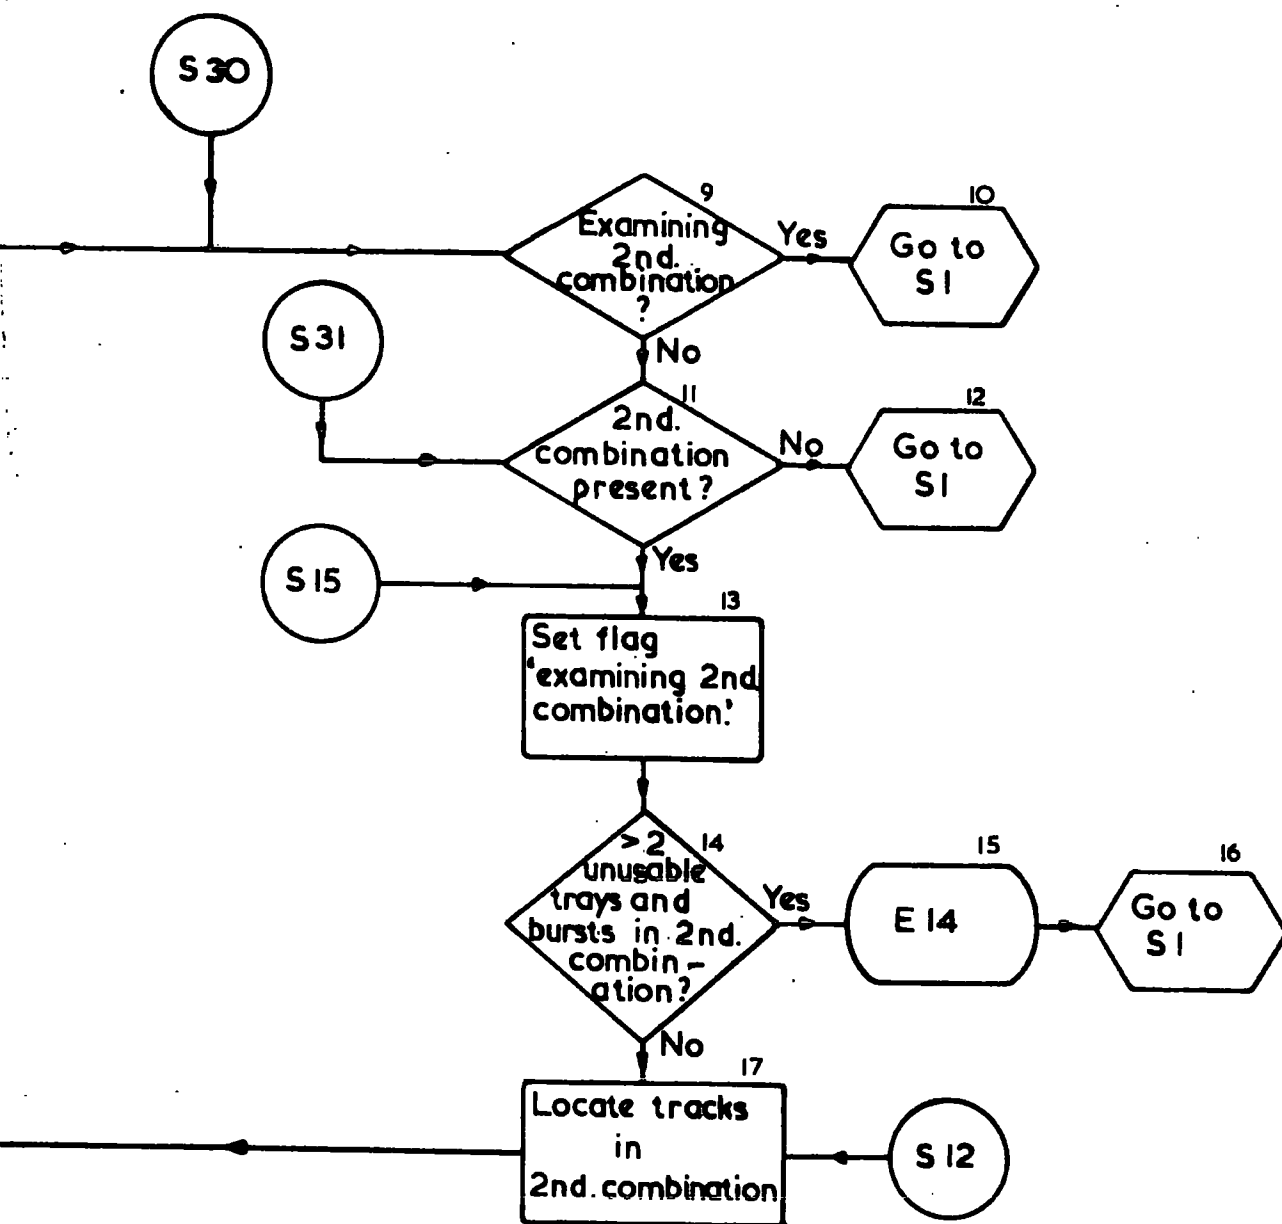 S30
9
Examining
2nd.
combination
?
Yes
10
Go to
S1
No
S31
11
2nd.
combination
present?
No
12
Go to
S1
Yes
S15
13
Set flag
'examining 2nd.
combination.'
>2
14
unusable
trays and
bursts in 2nd.
combin-
ation?
Yes
15
E14
16
Go to
S1
No
17
Locate tracks
in
2nd. combination
S12